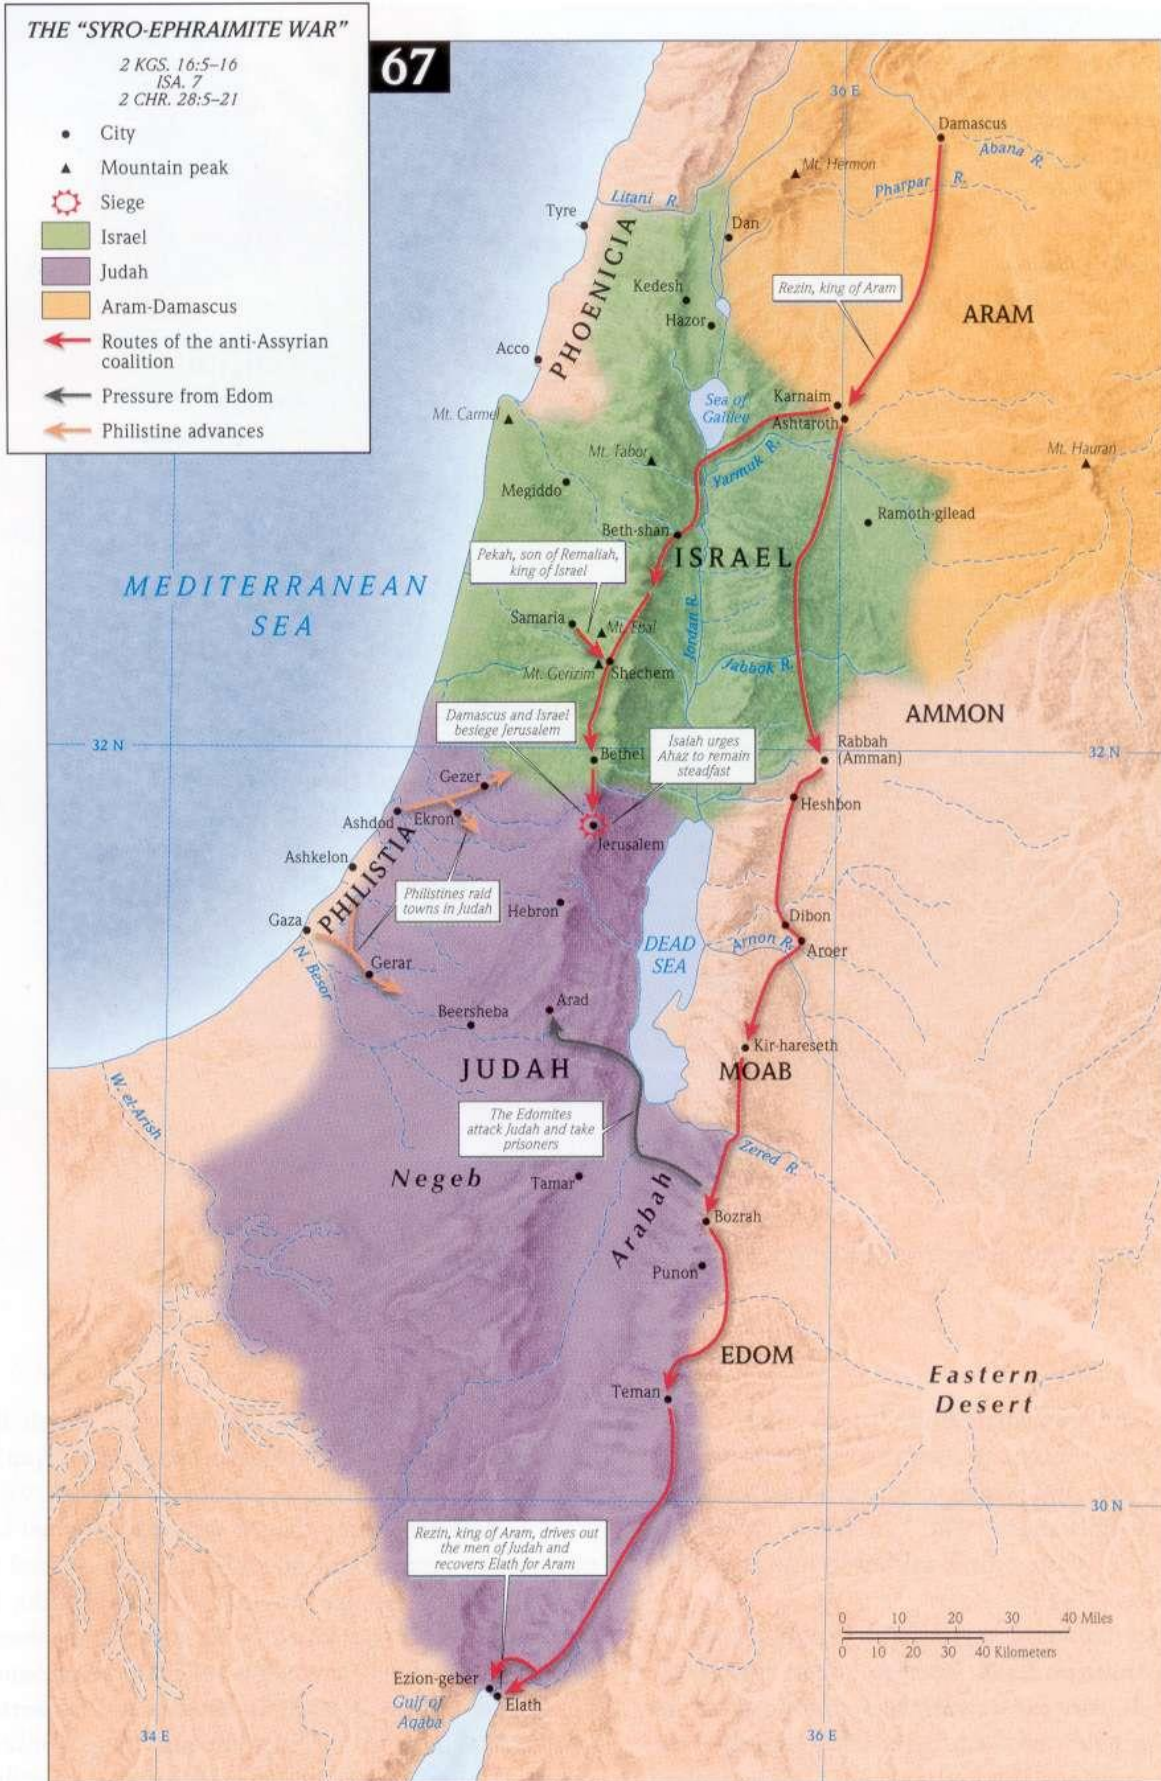 THE "SYRO-EPHRAIMITE WAR"
2 KGS. 16:5–16
ISA. 7
2 CHR. 28:5–21
City
Mountain peak
Siege
Israel
Judah
Aram-Damascus
Routes of the anti-Assyrian
coalition
Pressure from Edom
Philistine advances
67
36 E
Damascus
Abana R.
Mt. Hermon
Pharpar R.
Litani R.
Tyre
Dan
PHOENICIA
Kedesh
Hazor
Rezin, king of Aram
ARAM
Acco
Sea of
Galilee
Karnaim
Ashtaroth
Mt. Carmel
Mt. Tabor
Yarmuk R.
Mt. Hauran
Megiddo
Ramoth-gilead
Beth-shan
ISRAEL
Pekah, son of Remaliah,
king of Israel
MEDITERRANEAN
SEA
Samaria
Mt. Ebal
Jordan R.
Mt. Gerizim
Shechem
Jabbok R.
Damascus and Israel
besiege Jerusalem
AMMON
Isaiah urges
Ahaz to remain
steadfast
32 N
Bethel
Rabbah
(Amman)
32 N
Gezer
Heshbon
Ashdod
Ekron
Jerusalem
Ashkelon
PHILISTIA
Philistines raid
towns in Judah
Hebron
Gaza
Dibon
DEAD
SEA
Arnon R.
Aroer
N. Besor
Gerar
Arad
Beersheba
Kir-hareseth
JUDAH
MOAB
W. el-Arish
The Edomites
attack Judah and take
prisoners
Zered R.
Negeb
Tamar
Arabah
Bozrah
Punon
EDOM
Eastern
Desert
Teman
30 N
Rezin, king of Aram, drives out
the men of Judah and
recovers Elath for Aram
0 10 20 30 40 Miles
0 10 20 30 40 Kilometers
Ezion-geber
Gulf of
Aqaba
Elath
34 E
36 E